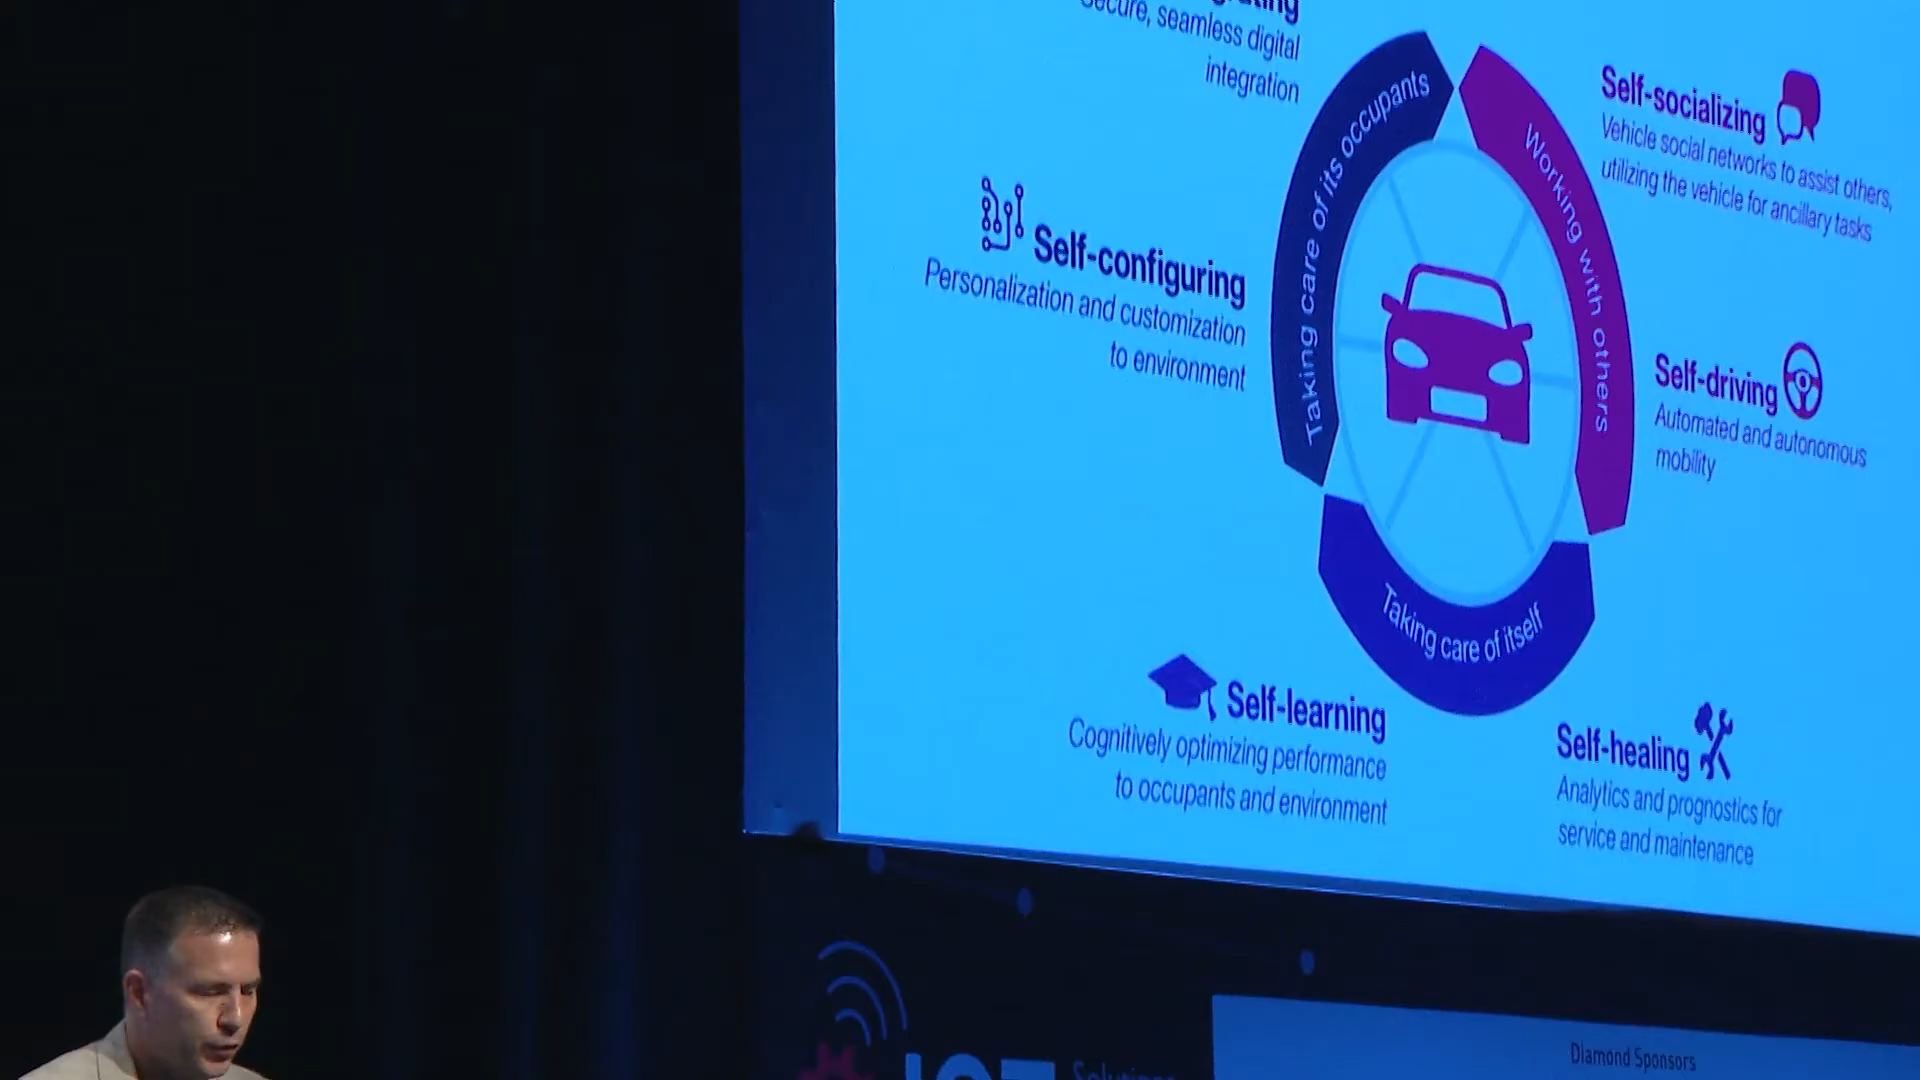 Secure, seamless digital
integration
Self-configuring
Personalization and customization
to environment
Taking care of its occupants
Working with others
Self-socializing
Vehicle social networks to assist others,
utilizing the vehicle for ancillary tasks
Self-driving
Automated and autonomous
mobility
Taking care of itself
Self-learning
Cognitively optimizing performance
to occupants and environment
Self-healing
Analytics and prognostics for
service and maintenance
IOT Solutions
Diamond Sponsors